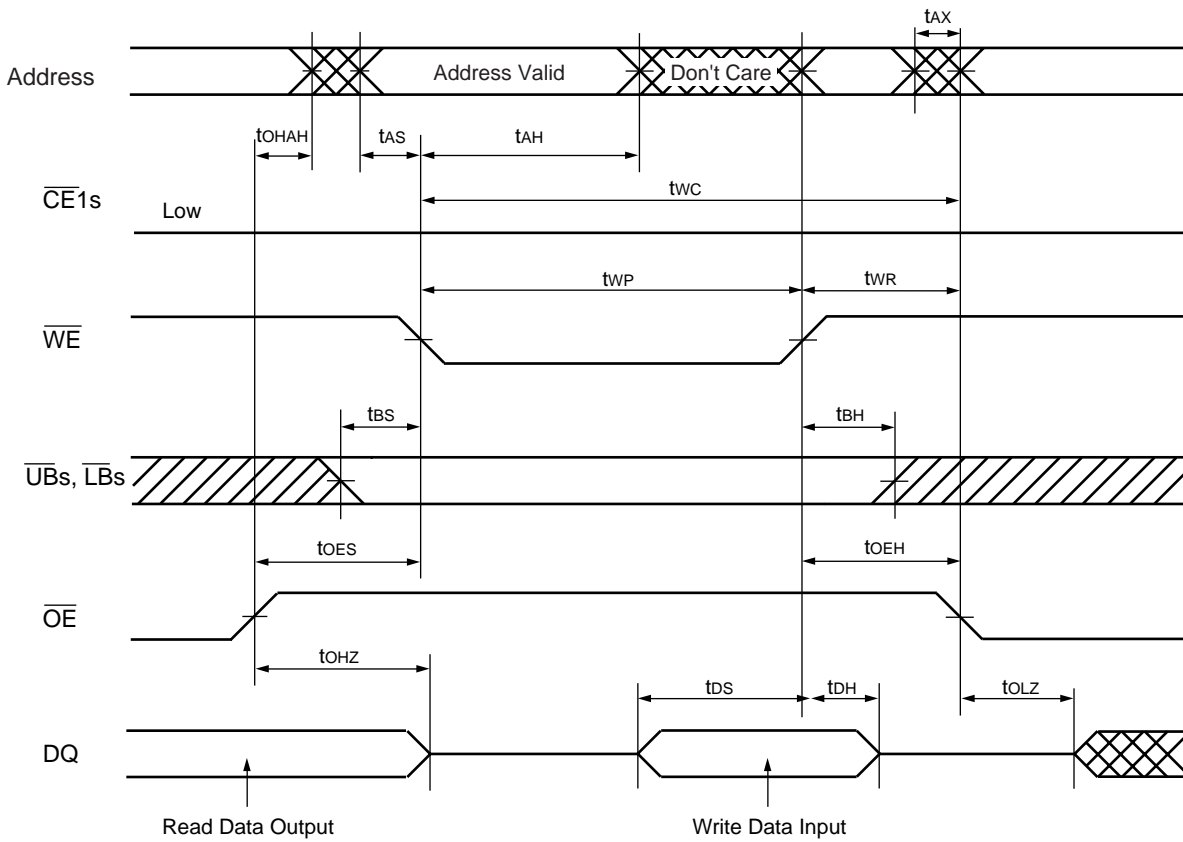 tAX
Address
Address Valid
Don't Care
tOHAH
tAS
tAH
CE1s
Low
tWC
tWP
tWR
WE
tBS
tBH
UBs, LBs
tOES
tOEH
OE
tOHZ
tDS
tDH
tOLZ
DQ
Read Data Output
Write Data Input